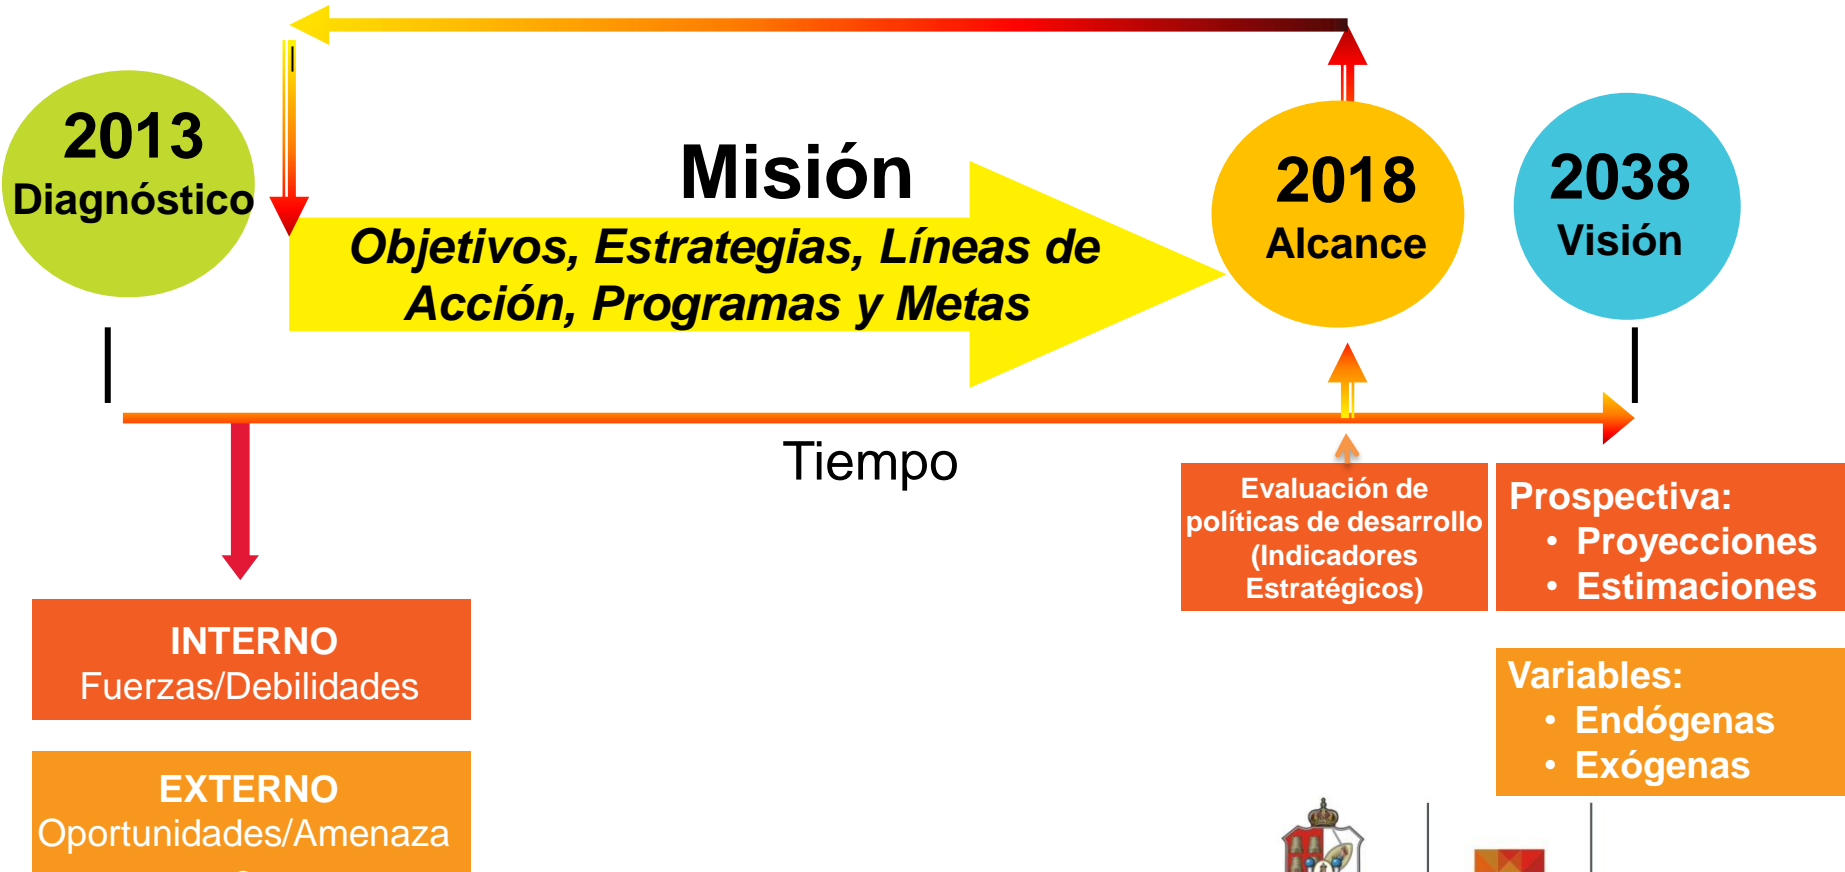 2013
Diagnóstico
Misión
Objetivos, Estrategias, Líneas de
Acción, Programas y Metas
2018
Alcance
2038
Visión
Tiempo
INTERNO
Fuerzas/Debilidades
EXTERNO
Oportunidades/Amenaza
Evaluación de
políticas de desarrollo
(Indicadores
Estratégicos)
Prospectiva:
• Proyecciones
• Estimaciones
Variables:
• Endógenas
• Exógenas